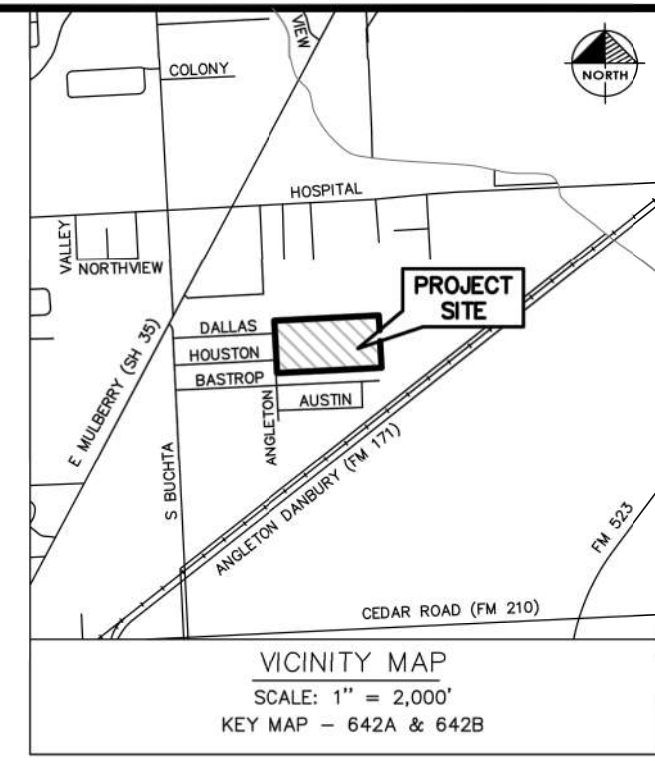 VIEW
COLONY
NORTH
HOSPITAL
VALLEY
NORTHVIEW
PROJECT
SITE
DALLAS
HOUSTON
BASTROP
AUSTIN
ANGLETON
E MULBERRY (SH 35)
S BUCHTA
ANGLETON DANBURY (FM 171)
FM 523
CEDAR ROAD (FM 210)
VICINITY MAP
SCALE: 1" = 2,000'
KEY MAP – 642A & 642B